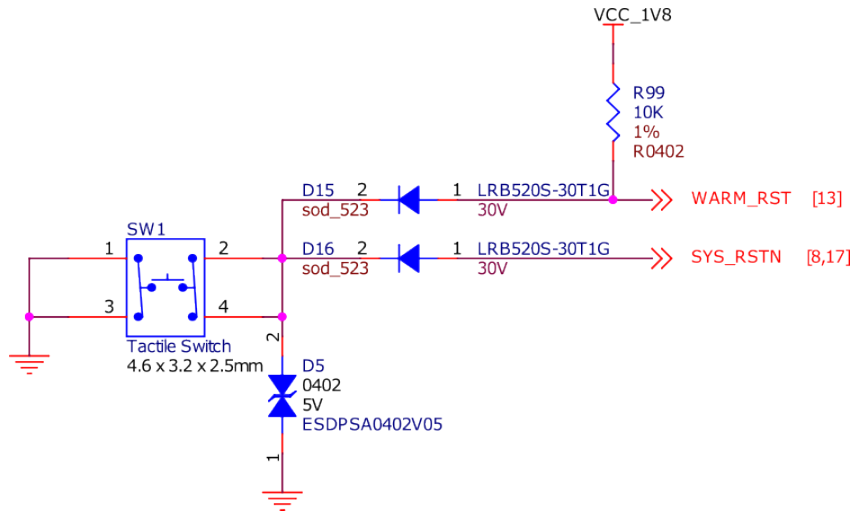 VCC_1V8
R99
10K
1%
R0402
D15 2 1 LRB520S-30T1G
sod_523 30V
WARM_RST [13]
D16 2 1 LRB520S-30T1G
sod_523 30V
SYS_RSTN [8,17]
SW1
1 2
3 4
Tactile Switch
4.6 x 3.2 x 2.5mm
2
D5
0402
5V
ESDPSA0402V05
1